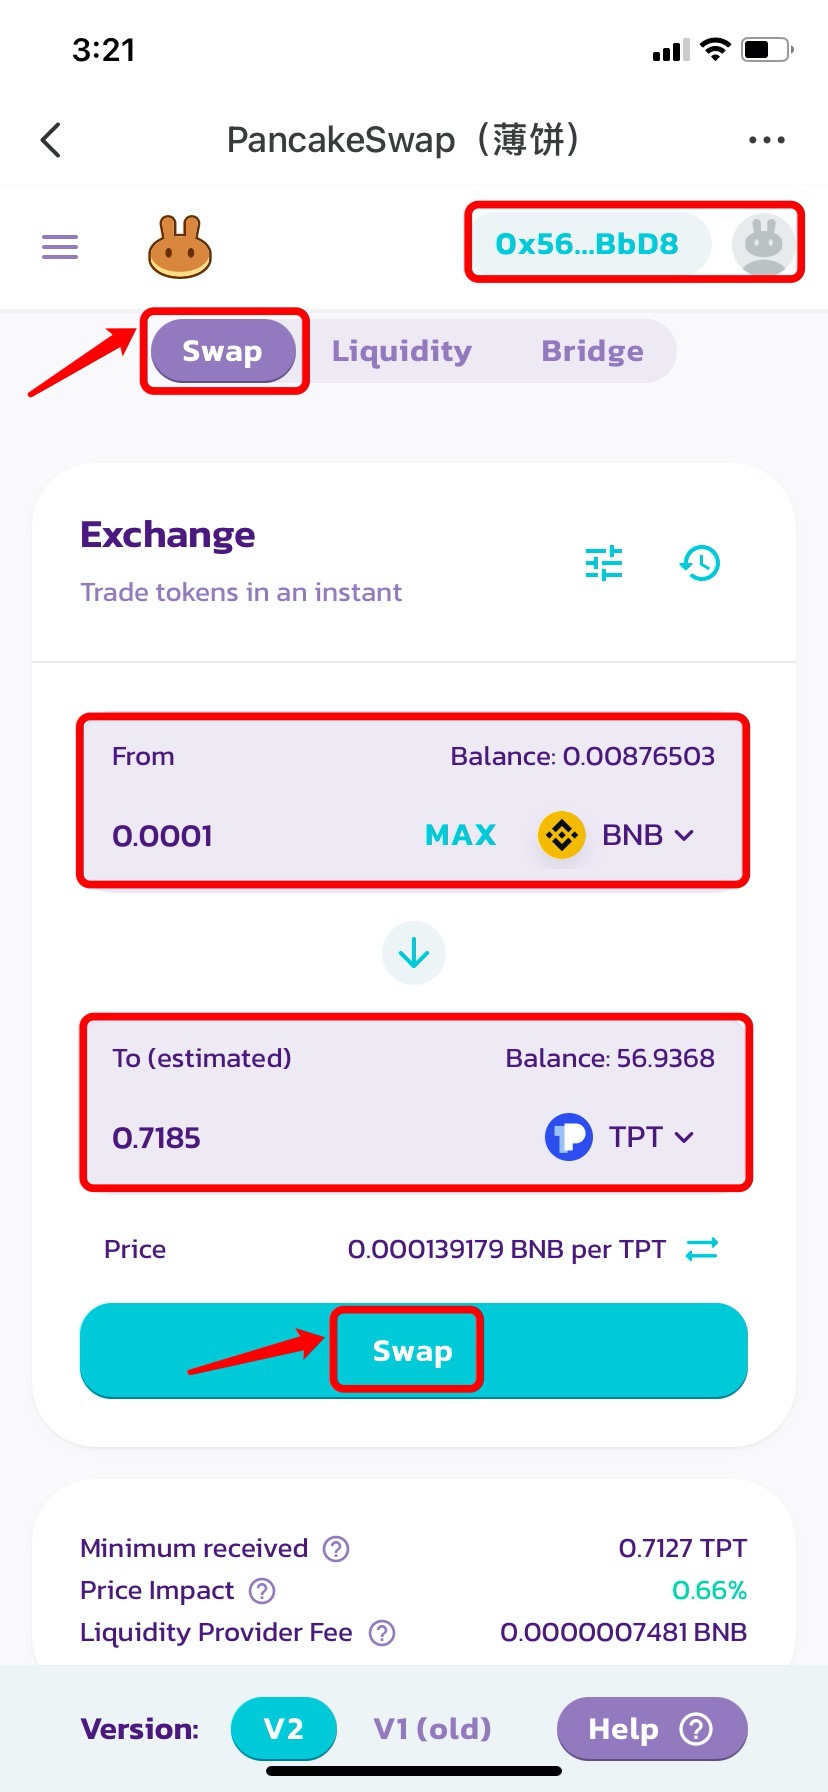 3:21
PancakeSwap（薄饼）
0x56...BbD8
Swap Liquidity Bridge
Exchange
Trade tokens in an instant
From Balance: 0.00876503
0.0001 MAX BNB
To (estimated) Balance: 56.9368
0.7185 TPT
Price 0.000139179 BNB per TPT
Swap
Minimum received ? 0.7127 TPT
Price Impact ? 0.66%
Liquidity Provider Fee ? 0.0000007481 BNB
Version: V2 V1 (old) Help ?